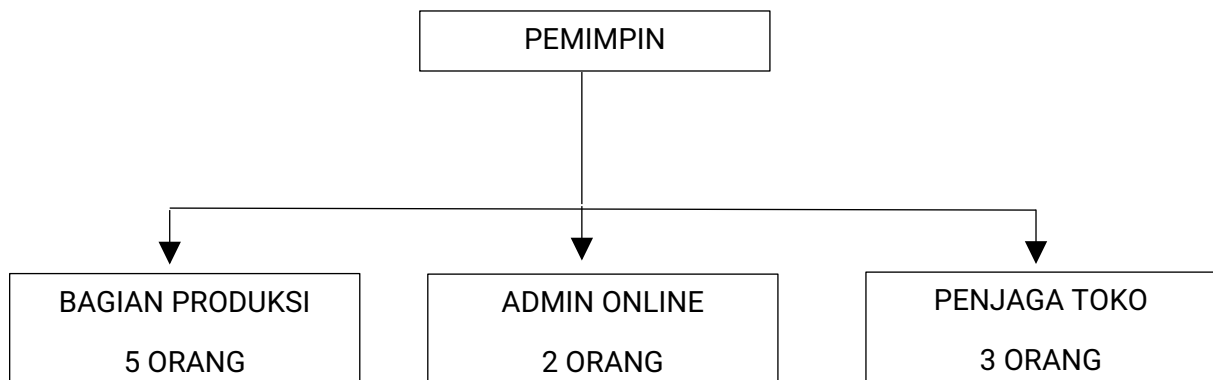 PEMIMPIN
BAGIAN PRODUKSI
5 ORANG
ADMIN ONLINE
2 ORANG
PENJAGA TOKO
3 ORANG